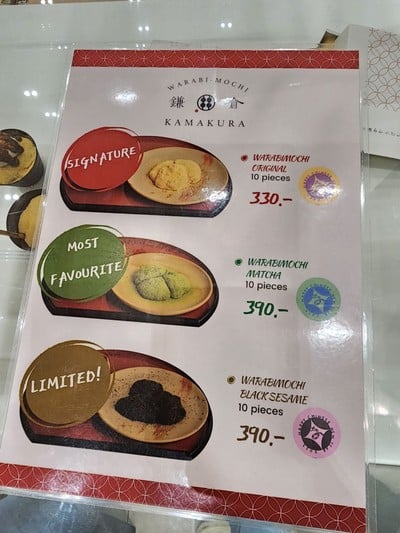 WARABI-MOCHI
鎌倉
KAMAKURA
SIGNATURE
WARABIMOCHI
ORIGINAL
10 pieces
330.-
MOST
FAVOURITE
WARABIMOCHI
MATCHA
10 pieces
390.-
LIMITED!
WARABIMOCHI
BLACK SESAME
10 pieces
390.-